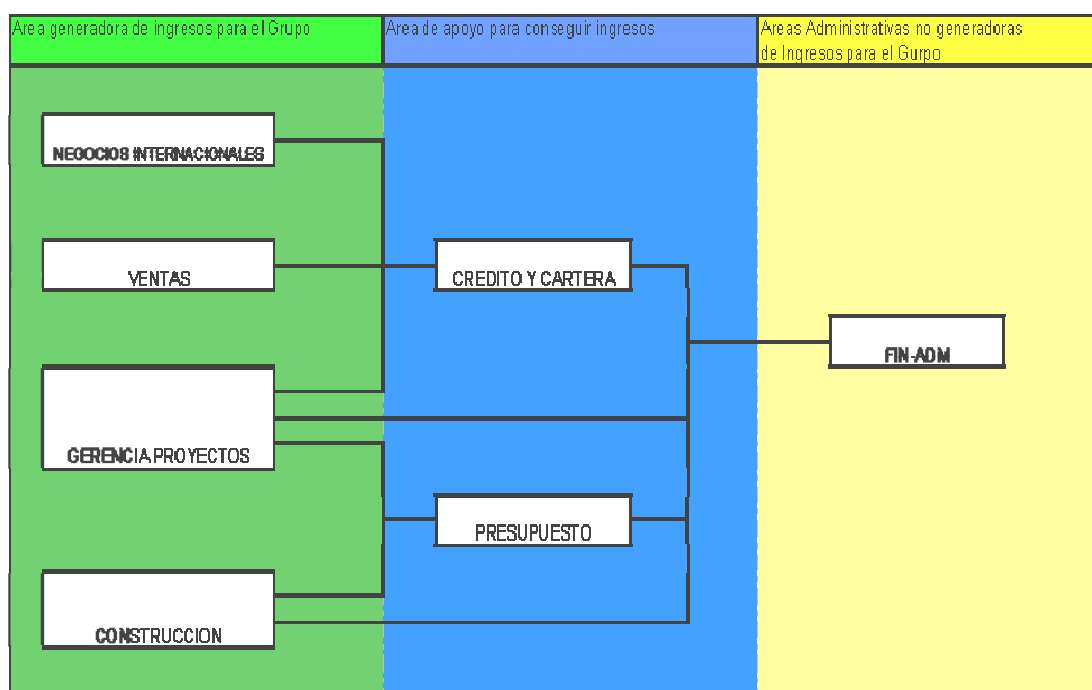 Area generadora de ingresos para el Grupo
Area de apoyo para conseguir ingresos
Areas Administrativas no generadoras
de Ingresos para el Gurpo
NEGOCIOS INTERNACIONALES
VENTAS
CREDITO Y CARTERA
FIN-ADM
GERENCIA PROYECTOS
PRESUPUESTO
CONSTRUCCION